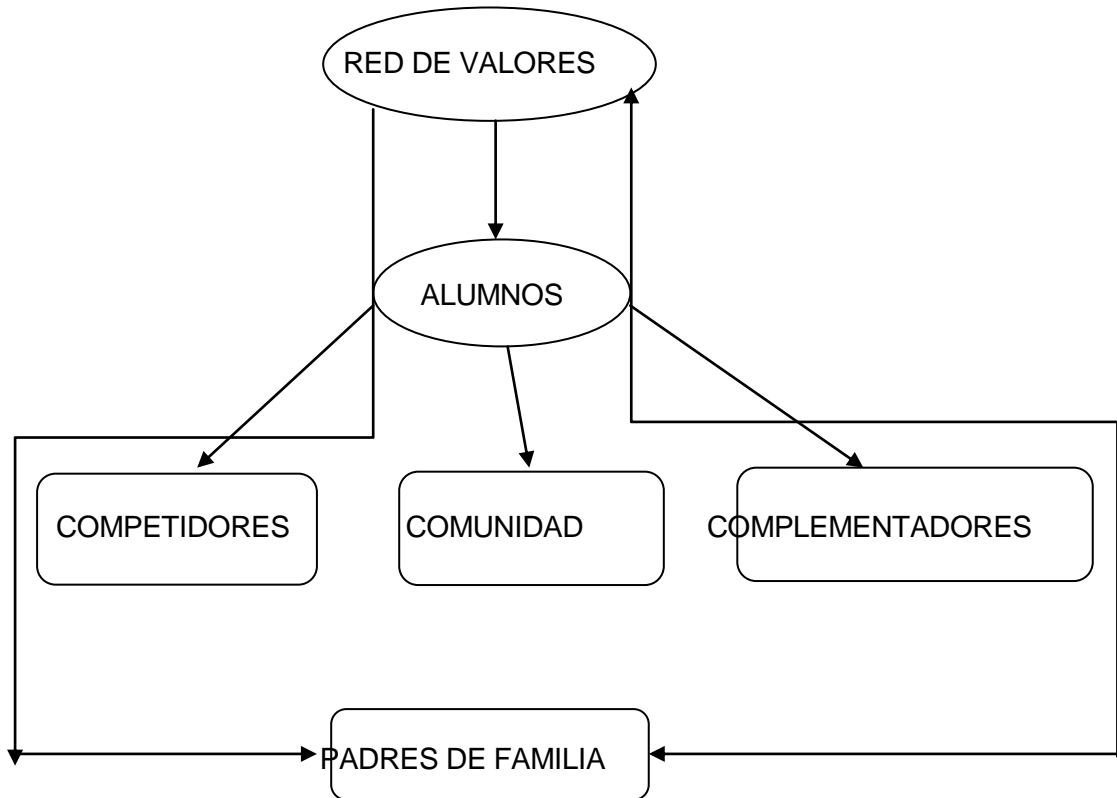 RED DE VALORES
ALUMNOS
COMPETIDORES
COMUNIDAD
COMPLEMENTADORES
PADRES DE FAMILIA